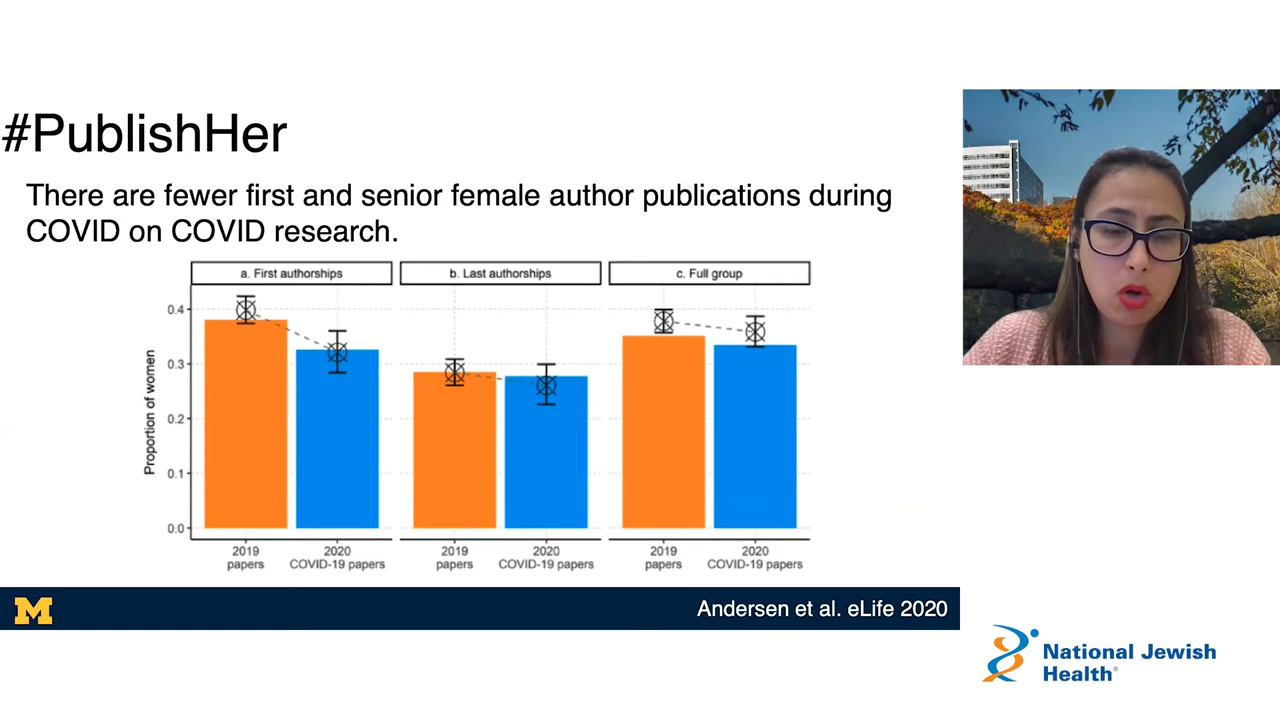 #PublishHer
There are fewer first and senior female author publications during
COVID on COVID research.
a. First authorships
b. Last authorships
c. Full group
Proportion of women
0.4
0.3
0.2
0.1
0.0
2019
papers
2020
COVID-19 papers
2019
papers
2020
COVID-19 papers
2019
papers
2020
COVID-19 papers
M
Andersen et al. eLife 2020
National Jewish
Health®